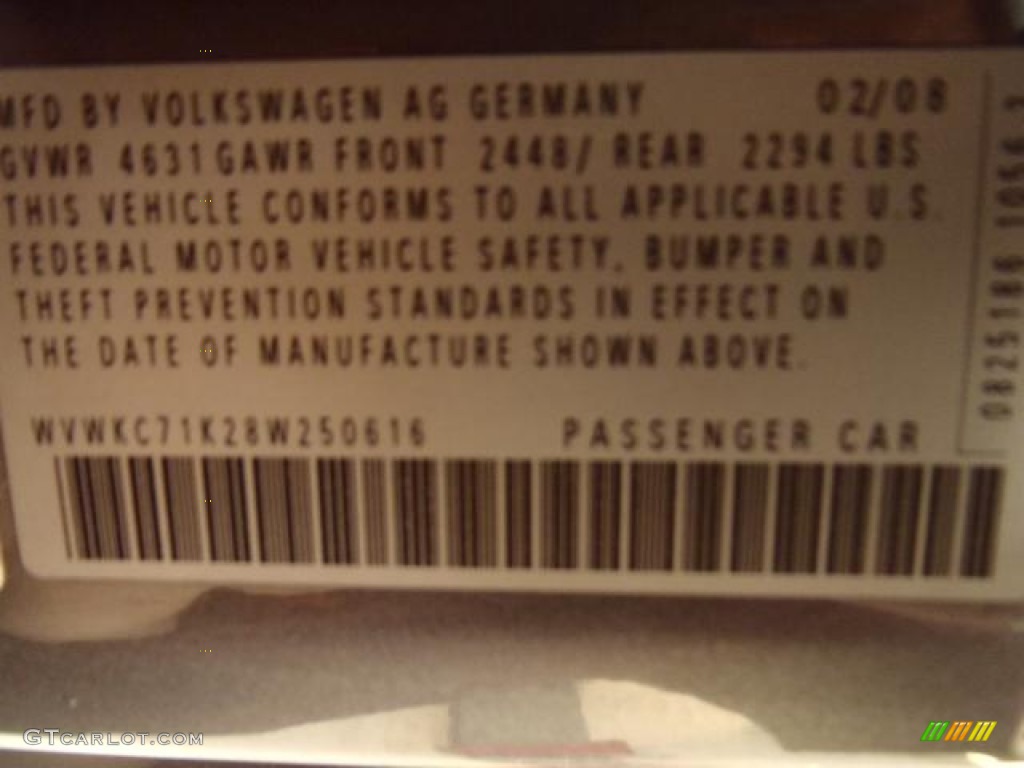 MFD BY VOLKSWAGEN AG GERMANY 02/08
GVWR 4631 GAWR FRONT 2448/ REAR 2294 LBS
THIS VEHICLE CONFORMS TO ALL APPLICABLE U.S.
FEDERAL MOTOR VEHICLE SAFETY, BUMPER AND
THEFT PREVENTION STANDARDS IN EFFECT ON
THE DATE OF MANUFACTURE SHOWN ABOVE.
WVWKC71K28W250616 PASSENGER CAR
0825186 1056
GTCARLOT.COM